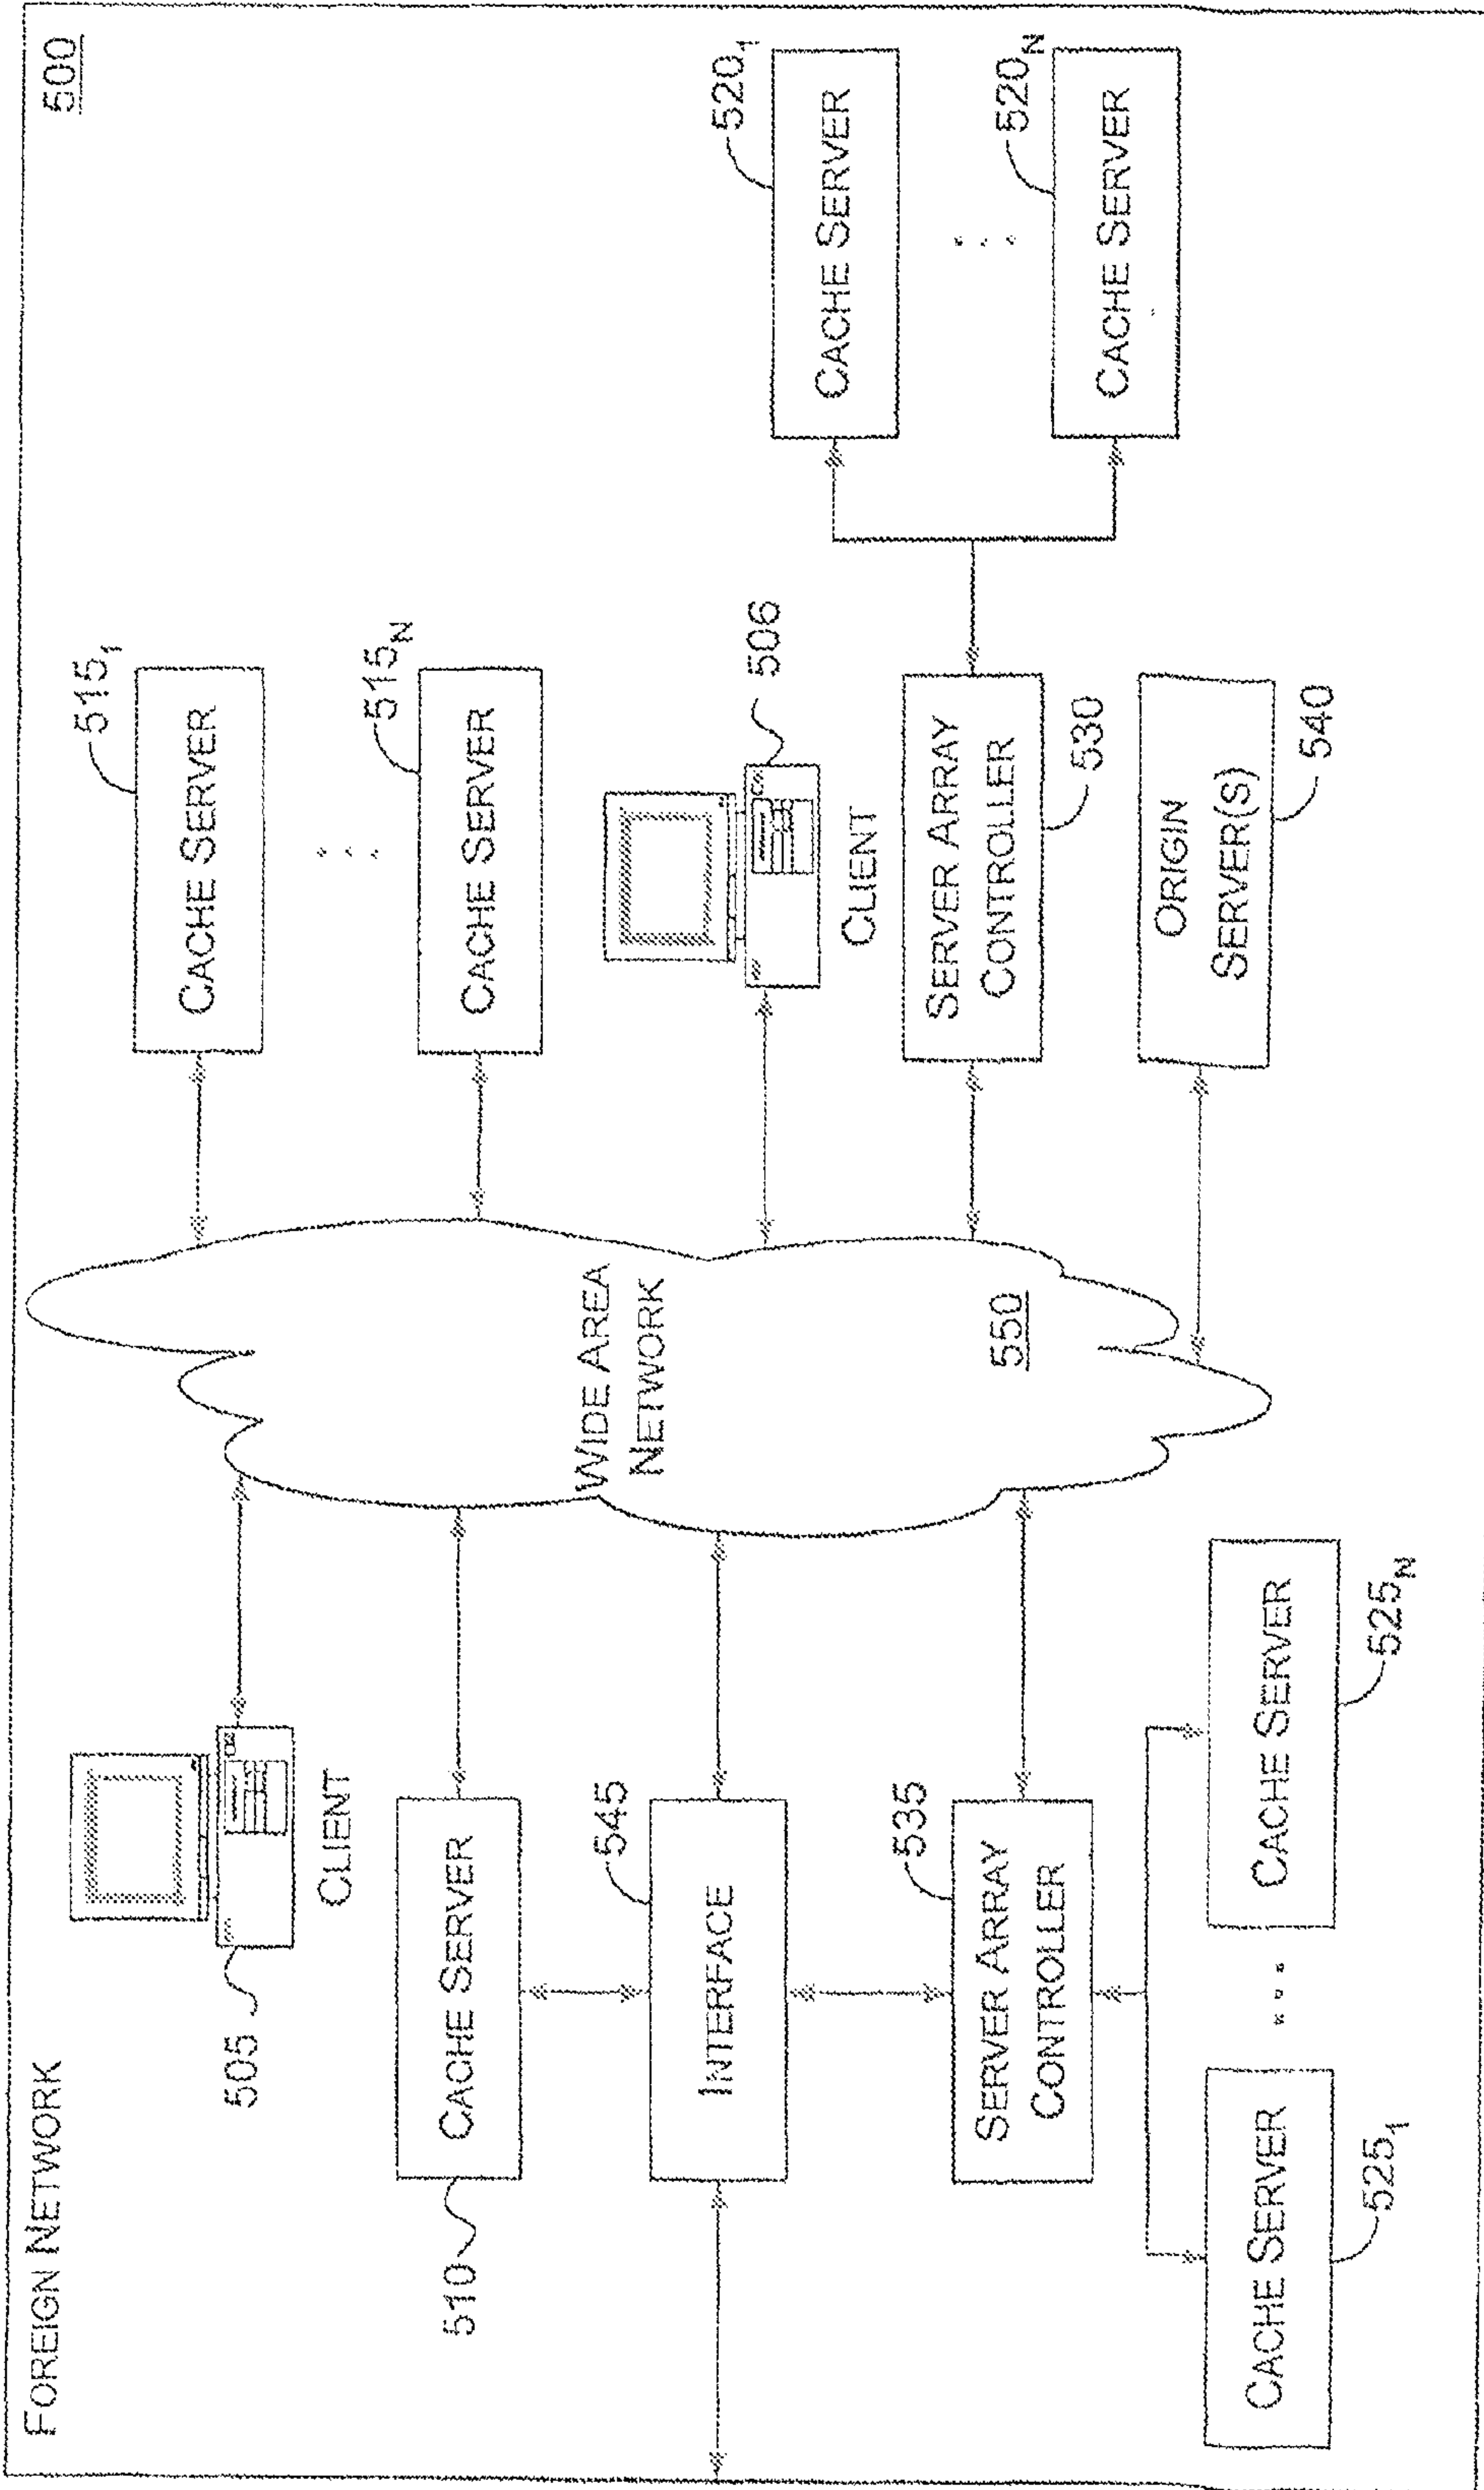 FOREIGN NETWORK
500
505
CLIENT
515₁
CACHE SERVER
510
CACHE SERVER
515N
CACHE SERVER
545
INTERFACE
WIDE AREA
NETWORK
550
506
CLIENT
520₁
CACHE SERVER
535
SERVER ARRAY
CONTROLLER
SERVER ARRAY
CONTROLLER
530
520N
CACHE SERVER
ORIGIN
SERVER(S)
540
CACHE SERVER
525₁
CACHE SERVER
525N